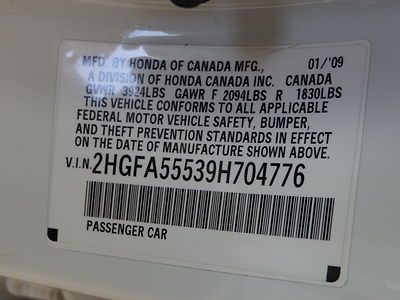 MFD. BY HONDA OF CANADA MFG., 01/'09
A DIVISION OF HONDA CANADA INC. CANADA
GVWR 3924LBS GAWR F 2094LBS R 1830LBS
THIS VEHICLE CONFORMS TO ALL APPLICABLE
FEDERAL MOTOR VEHICLE SAFETY, BUMPER,
AND THEFT PREVENTION STANDARDS IN EFFECT
ON THE DATE OF MANUFACTURE SHOWN ABOVE.
V.I.N. 2HGFA55539H704776
PASSENGER CAR